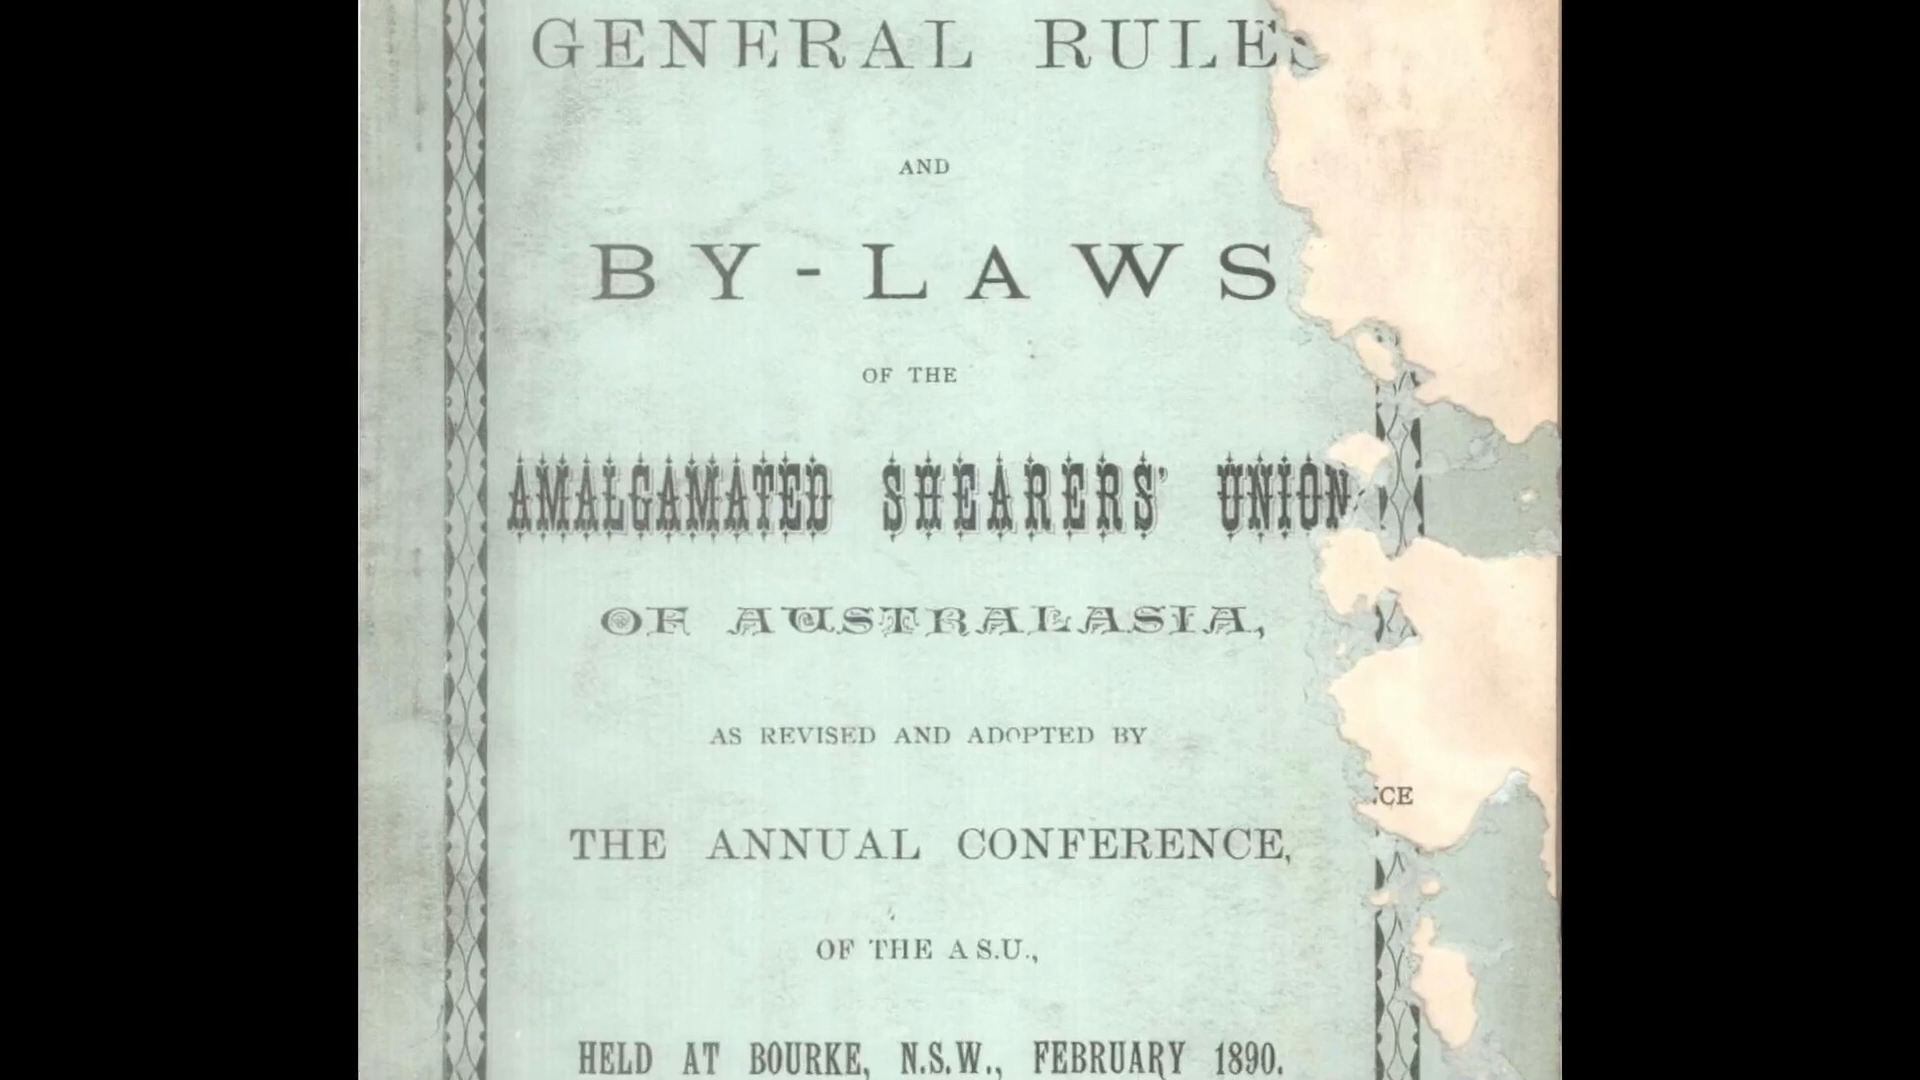 GENERAL RULES
AND
BY-LAWS
OF THE
AMALGAMATED SHEARERS' UNION
OF AUSTRALASIA,
AS REVISED AND ADOPTED BY
THE ANNUAL CONFERENCE,
OF THE A S.U.,
HELD AT BOURKE, N.S.W., FEBRUARY 1890.